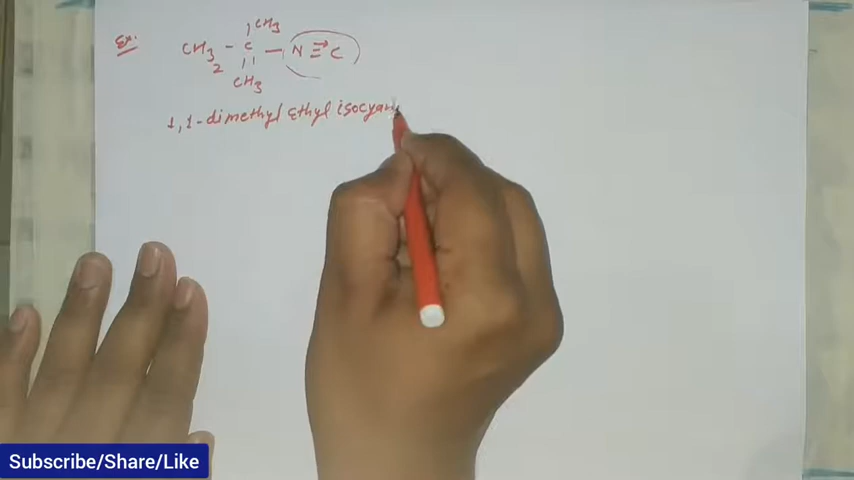 Ex:
CH3
CH3 - C - N ≡ C
2 1
CH3
1,1-dimethyl Ethyl isocyan
Subscribe/Share/Like